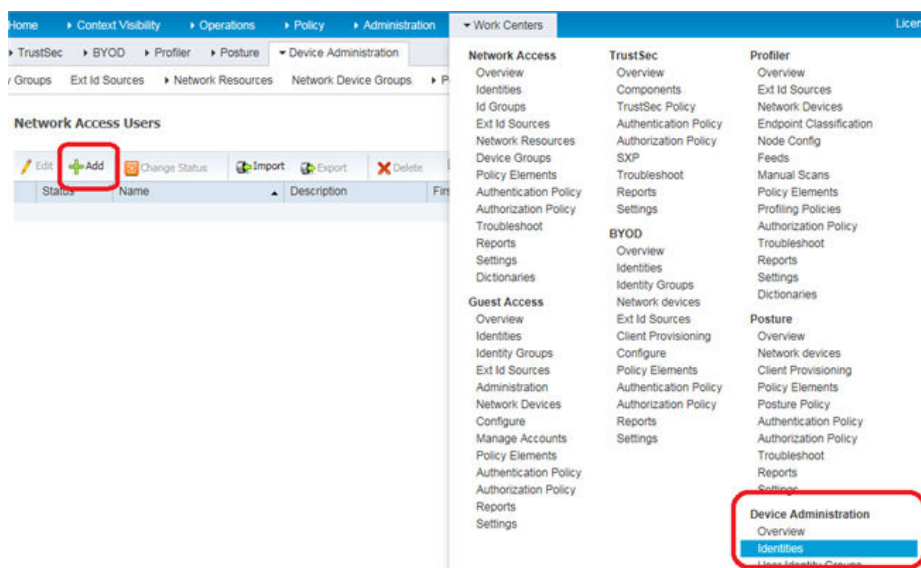 Home Context Visibility Operations Policy Administration Work Centers Licen
TrustSec BYOD Profiler Posture Device Administration
Groups Ext Id Sources Network Resources Network Device Groups P
Network Access Users
Edit Add Change Status Import Export Delete
Status Name Description Firs
Network Access
Overview
Identities
Id Groups
Ext Id Sources
Network Resources
Device Groups
Policy Elements
Authentication Policy
Authorization Policy
Troubleshoot
Reports
Settings
Dictionaries
Guest Access
Overview
Identities
Identity Groups
Ext Id Sources
Administration
Network Devices
Configure
Manage Accounts
Policy Elements
Authentication Policy
Authorization Policy
Reports
Settings
TrustSec
Overview
Components
TrustSec Policy
Authentication Policy
Authorization Policy
SXP
Troubleshoot
Reports
Settings
BYOD
Overview
Identities
Identity Groups
Network devices
Ext Id Sources
Client Provisioning
Configure
Policy Elements
Authentication Policy
Authorization Policy
Reports
Settings
Profiler
Overview
Ext Id Sources
Network Devices
Endpoint Classification
Node Config
Feeds
Manual Scans
Policy Elements
Profiling Policies
Authorization Policy
Troubleshoot
Reports
Settings
Dictionaries
Posture
Overview
Network devices
Client Provisioning
Policy Elements
Posture Policy
Authentication Policy
Authorization Policy
Troubleshoot
Reports
Settings
Device Administration
Overview
Identities
User Identity Groups